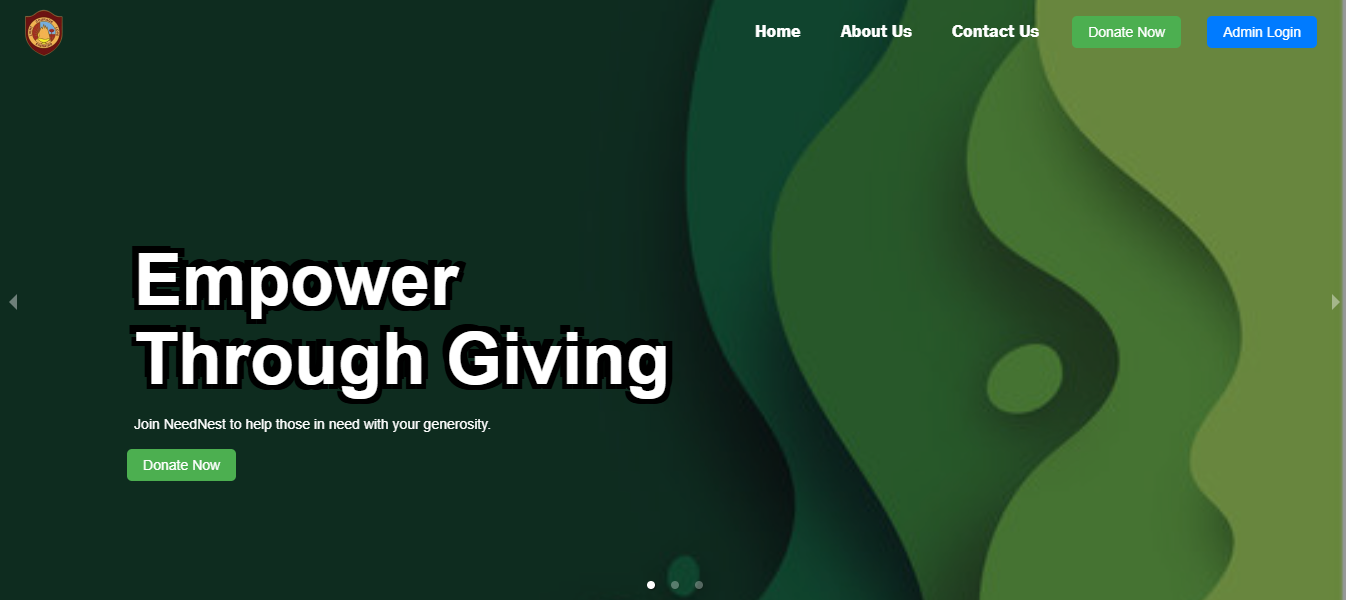 Home About Us Contact Us Donate Now Admin Login
Empower
Through Giving
Join NeedNest to help those in need with your generosity.
Donate Now